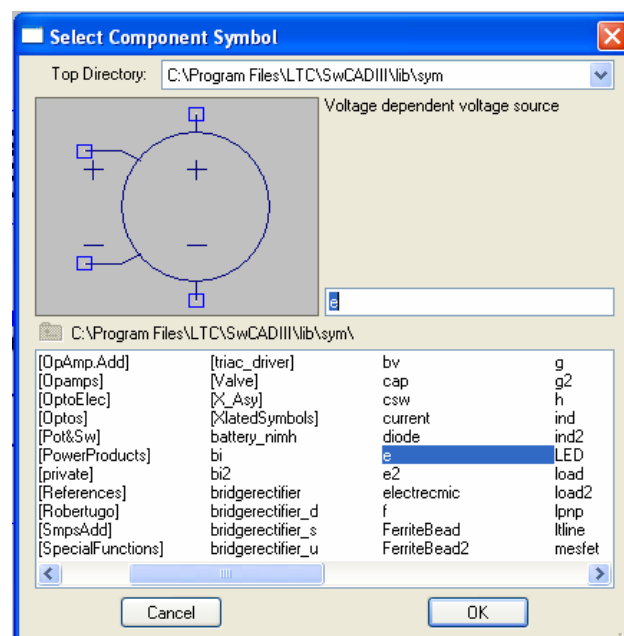 Select Component Symbol
Top Directory: C:\Program Files\LTC\SwCADIII\lib\sym
Voltage dependent voltage source
+ +
- -
e
C:\Program Files\LTC\SwCADIII\lib\sym\
[OpAmp.Add] [triac_driver] bv g
[Opamps] [Valve] cap g2
[OptoElec] [X_Asy] csw h
[Optos] [XlatedSymbols] current ind
[Pot&Sw] battery_nimh diode ind2
[PowerProducts] bi e LED
[private] bi2 e2 load
[References] bridgerectifier electrecmic load2
[Robertugo] bridgerectifier_d f lpnp
[SmpsAdd] bridgerectifier_s FerriteBead ltline
[SpecialFunctions] bridgerectifier_u FerriteBead2 mesfet
Cancel OK